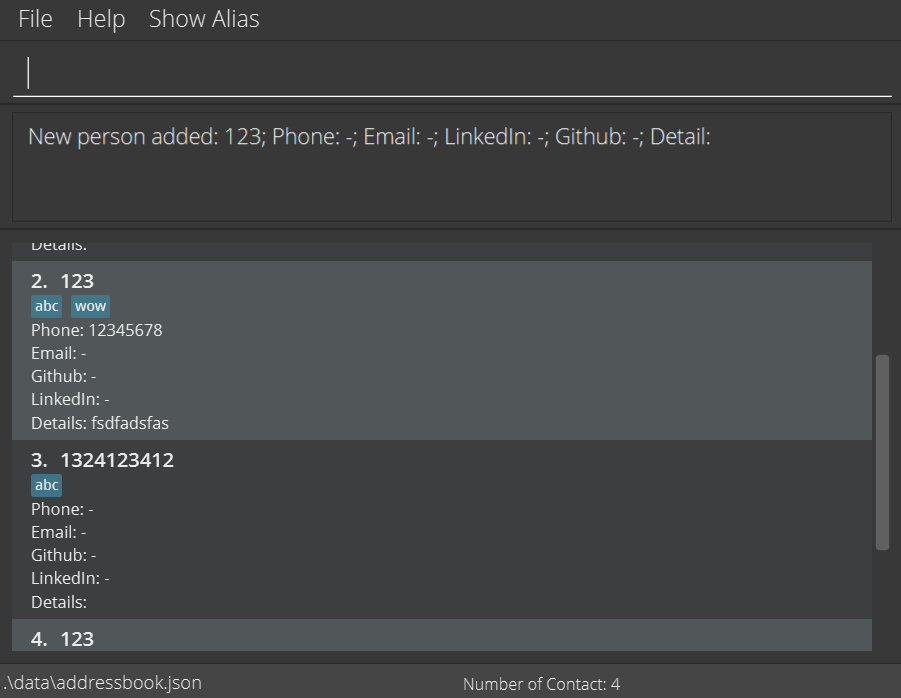 File Help Show Alias
New person added: 123; Phone: -; Email: -; LinkedIn: -; Github: -; Detail:
Details:
2. 123
abc wow
Phone: 12345678
Email: -
Github: -
LinkedIn: -
Details: fsdfadsfas
3. 1324123412
abc
Phone: -
Email: -
Github: -
LinkedIn: -
Details:
4. 123
.\data\addressbook.json Number of Contact: 4